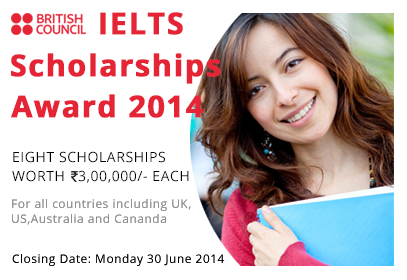 BRITISH COUNCIL IELTS
Scholarships
Award 2014
EIGHT SCHOLARSHIPS
WORTH ₹3,00,000/- EACH
For all countries including UK,
US,Australia and Cananda
Closing Date: Monday 30 June 2014